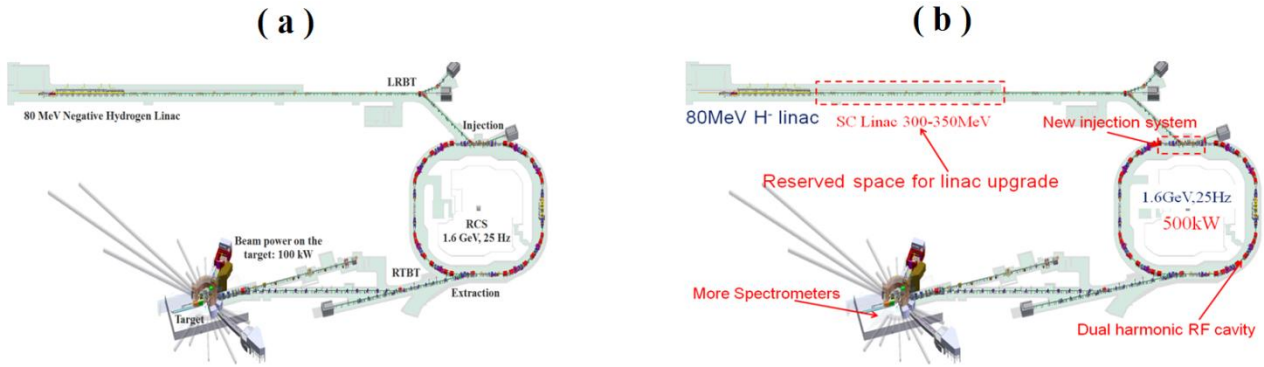 ( a )
LRBT
80 MeV Negative Hydrogen Linac
Injection
RCS
1.6 GeV, 25 Hz
Beam power on the
target: 100 kW
RTBT
Extraction
Target
( b )
80MeV H- linac
SC Linac 300-350MeV
New injection system
Reserved space for linac upgrade
1.6GeV,25Hz
500kW
More Spectrometers
Dual harmonic RF cavity